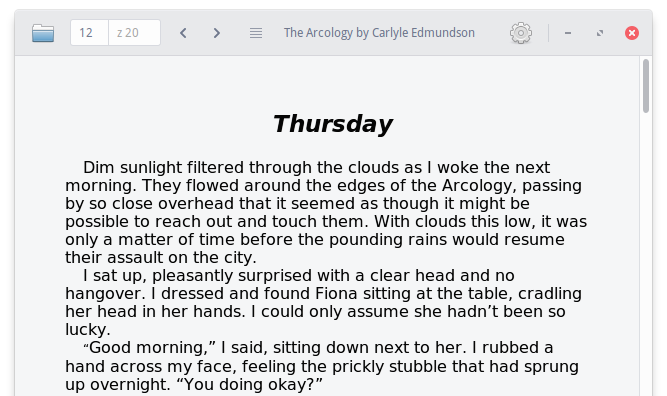 12 z 20 The Arcology by Carlyle Edmundson
Thursday
Dim sunlight filtered through the clouds as I woke the next
morning. They flowed around the edges of the Arcology, passing
by so close overhead that it seemed as though it might be
possible to reach out and touch them. With clouds this low, it was
only a matter of time before the pounding rains would resume
their assault on the city.
I sat up, pleasantly surprised with a clear head and no
hangover. I dressed and found Fiona sitting at the table, cradling
her head in her hands. I could only assume she hadn’t been so
lucky.
“Good morning,” I said, sitting down next to her. I rubbed a
hand across my face, feeling the prickly stubble that had sprung
up overnight. “You doing okay?”